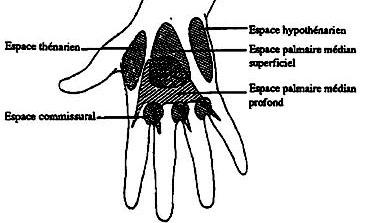 Espace hypothénarien
Espace thénarien
Espace palmaire médian
superficiel
Espace palmaire médian
profond
Espace commissural